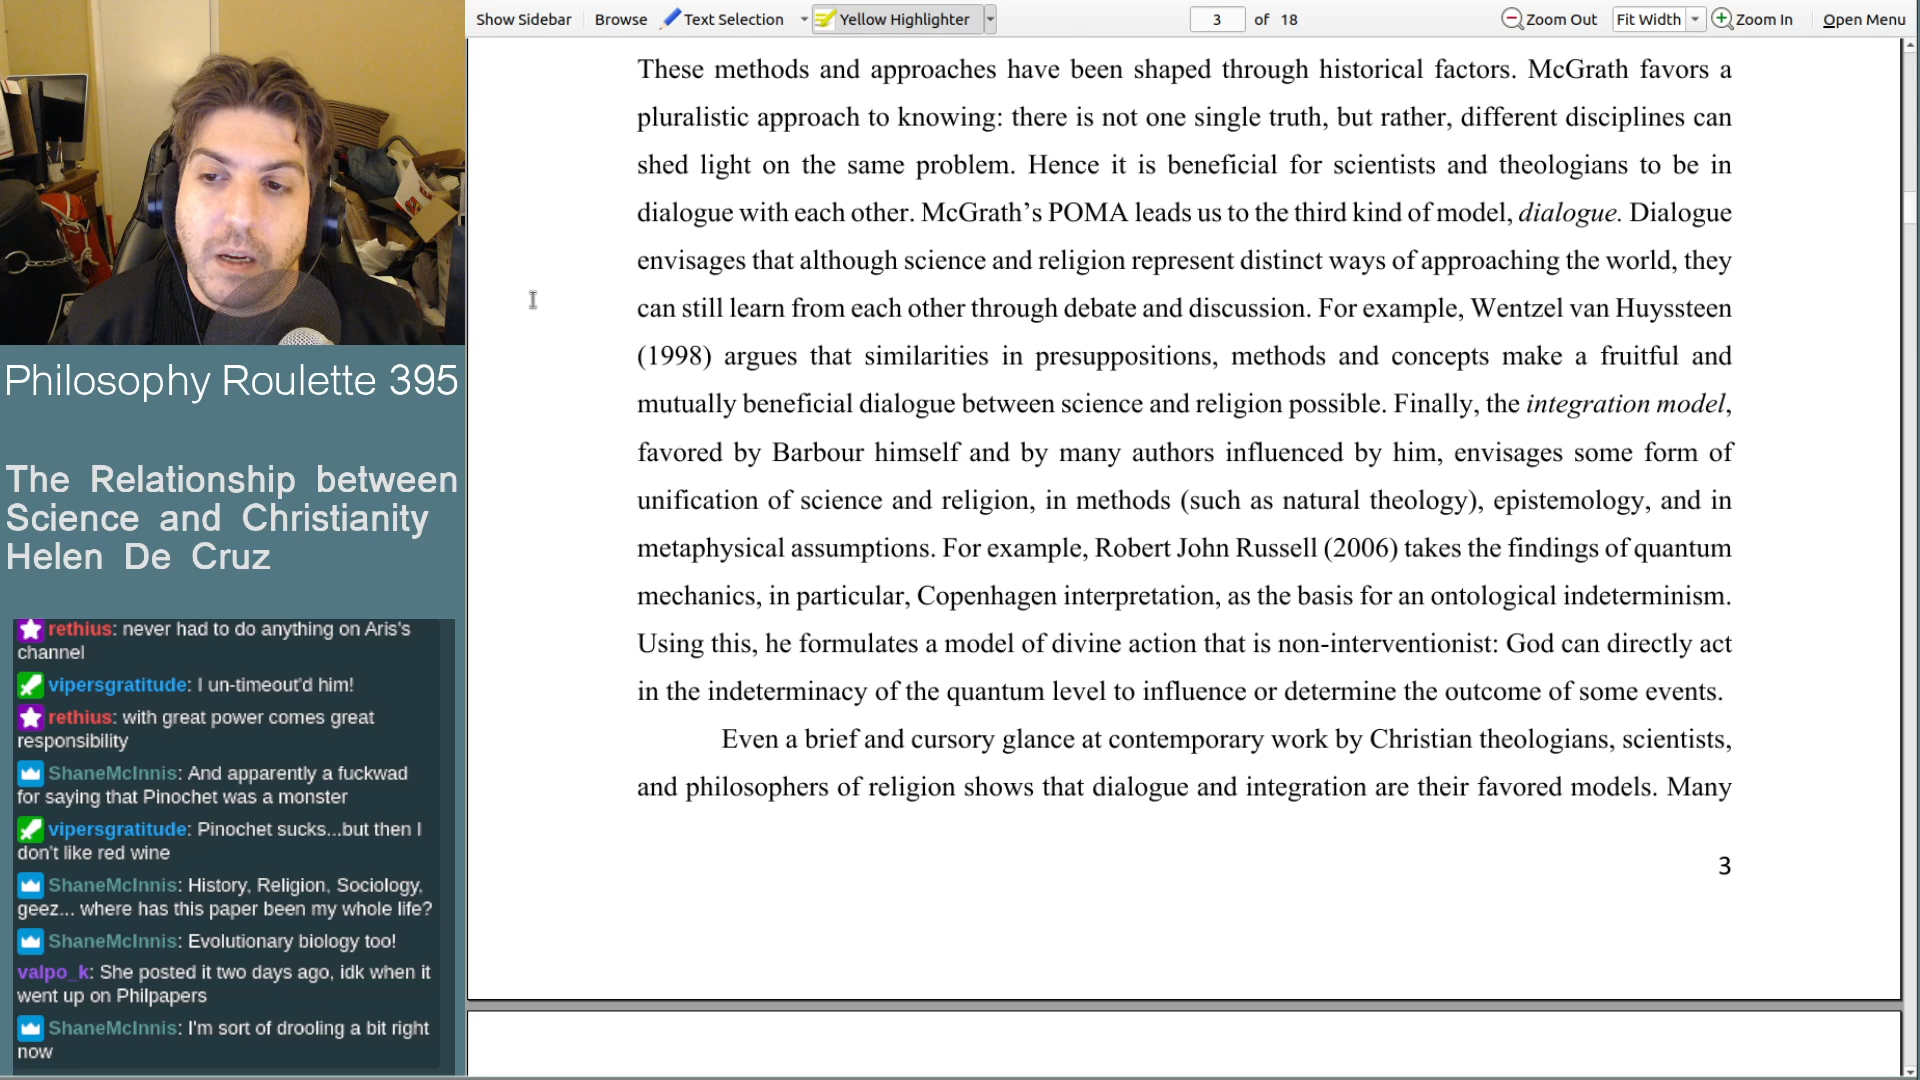 Show Sidebar Browse Text Selection Yellow Highlighter 3 of 18 Zoom Out Fit Width Zoom In Open Menu
These methods and approaches have been shaped through historical factors. McGrath favors a
pluralistic approach to knowing: there is not one single truth, but rather, different disciplines can
shed light on the same problem. Hence it is beneficial for scientists and theologians to be in
dialogue with each other. McGrath’s POMA leads us to the third kind of model, dialogue. Dialogue
envisages that although science and religion represent distinct ways of approaching the world, they
can still learn from each other through debate and discussion. For example, Wentzel van Huyssteen
(1998) argues that similarities in presuppositions, methods and concepts make a fruitful and
mutually beneficial dialogue between science and religion possible. Finally, the integration model,
favored by Barbour himself and by many authors influenced by him, envisages some form of
unification of science and religion, in methods (such as natural theology), epistemology, and in
metaphysical assumptions. For example, Robert John Russell (2006) takes the findings of quantum
mechanics, in particular, Copenhagen interpretation, as the basis for an ontological indeterminism.
Using this, he formulates a model of divine action that is non-interventionist: God can directly act
in the indeterminacy of the quantum level to influence or determine the outcome of some events.
Even a brief and cursory glance at contemporary work by Christian theologians, scientists,
and philosophers of religion shows that dialogue and integration are their favored models. Many
3
Philosophy Roulette 395
The Relationship between
Science and Christianity
Helen De Cruz
rethius: never had to do anything on Aris's
channel
vipersgratitude: I un-timeout'd him!
rethius: with great power comes great
responsibility
ShaneMcInnis: And apparently a fuckwad
for saying that Pinochet was a monster
vipersgratitude: Pinochet sucks...but then I
don't like red wine
ShaneMcInnis: History, Religion, Sociology,
geez... where has this paper been my whole life?
ShaneMcInnis: Evolutionary biology too!
valpo_k: She posted it two days ago, idk when it
went up on Philpapers
ShaneMcInnis: I'm sort of drooling a bit right
now